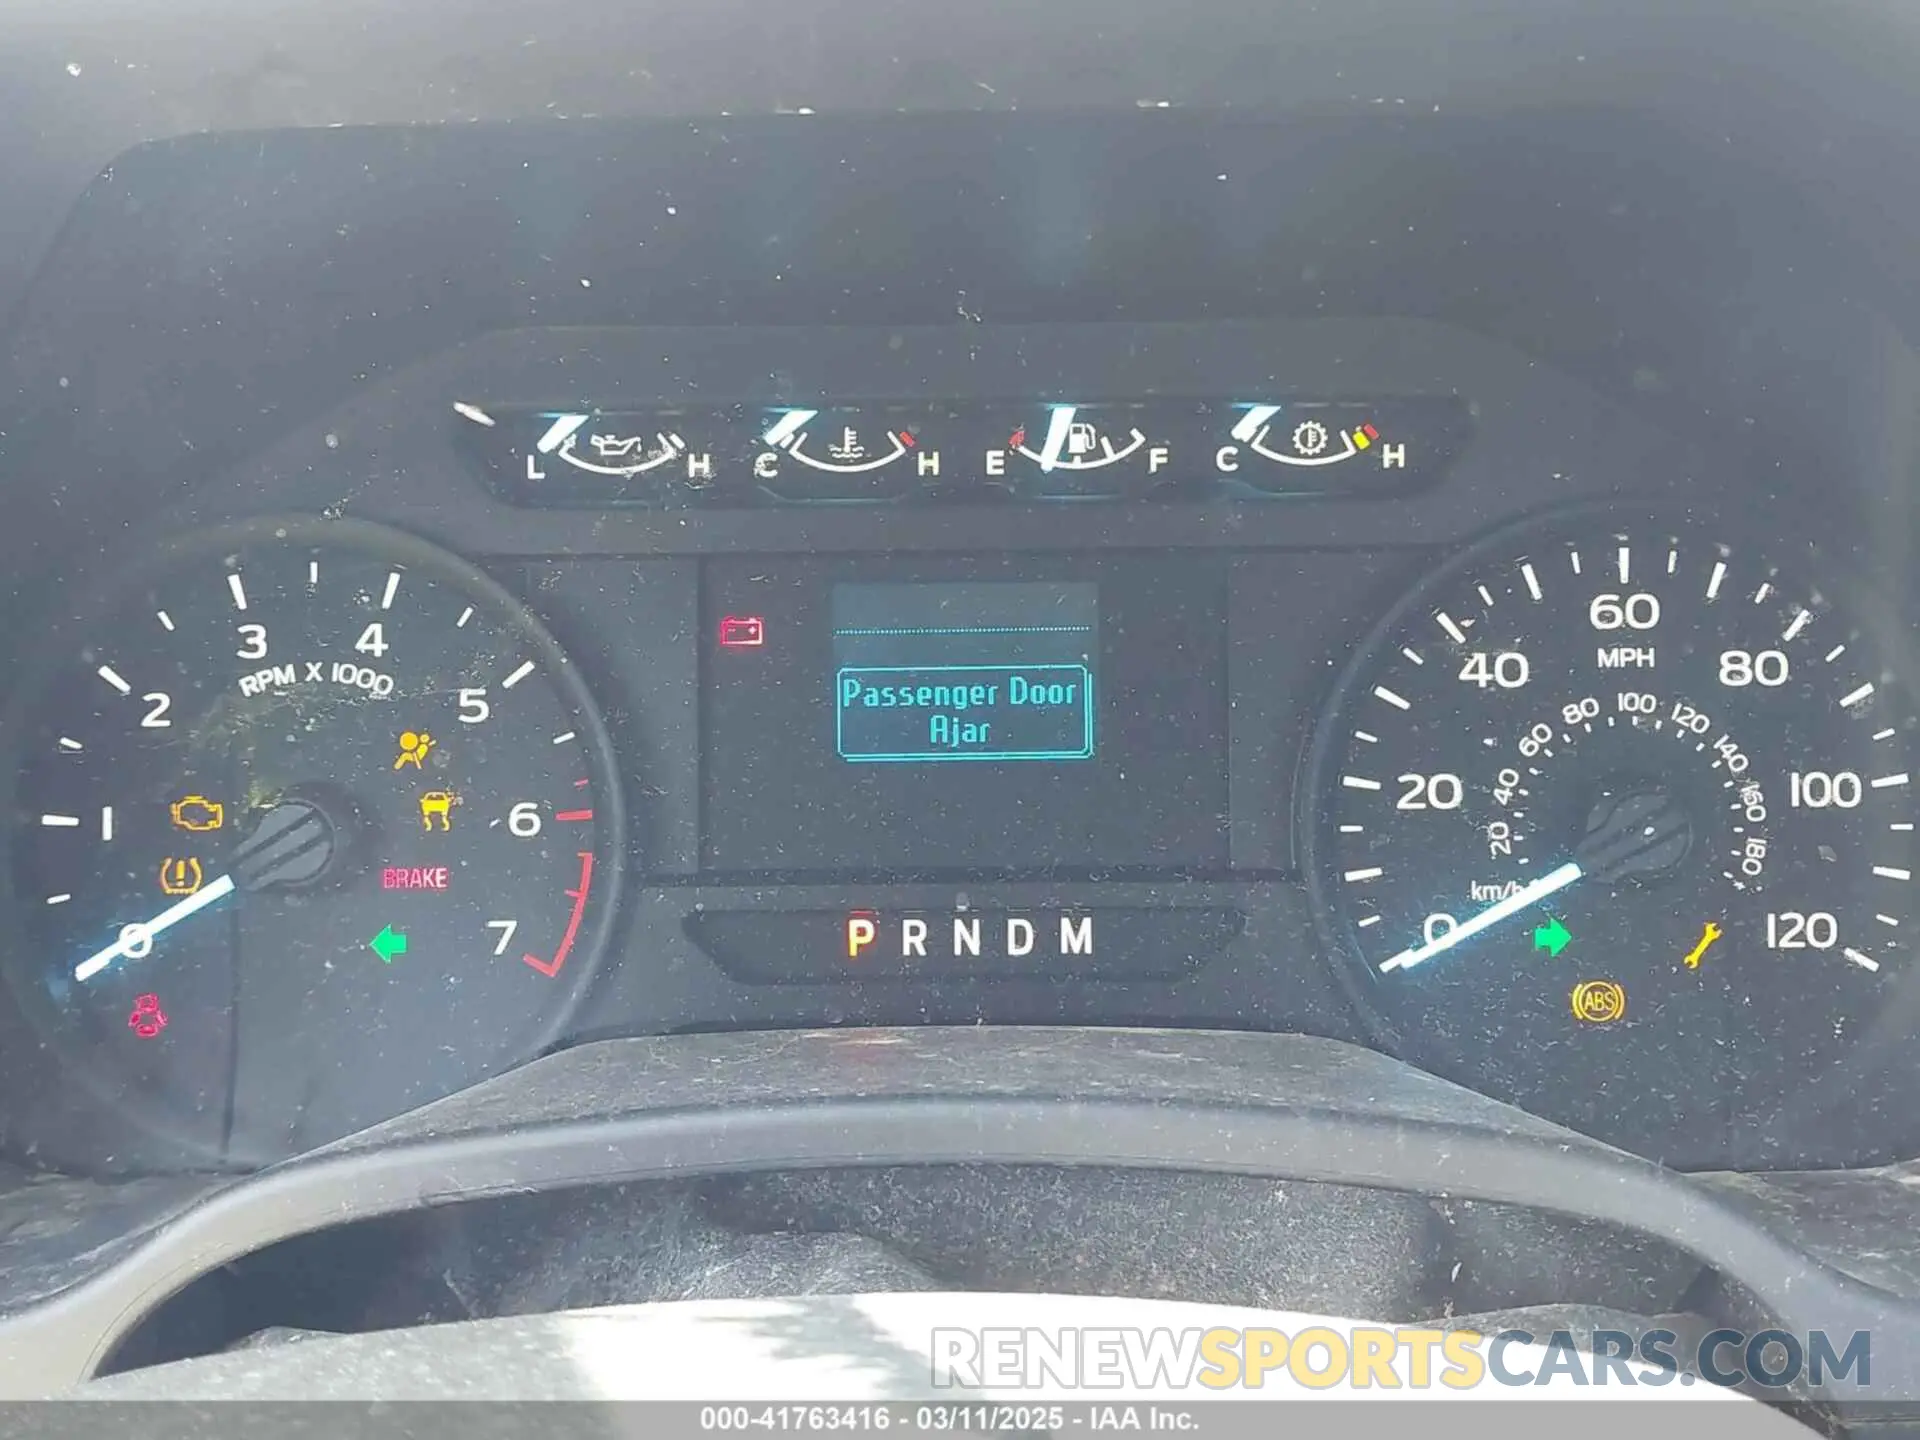 L H C H E F C H
3 4
RPM X 1000
2 5
1 6
0 7
BRAKE
Passenger Door
Ajar
P R N D M
60
MPH
40 80
20 100
0 120
20 40 60 80 100 120 140 160 180
km/h
ABS
RENEWSPORTSCARS.COM
000-41763416 - 03/11/2025 - IAA Inc.